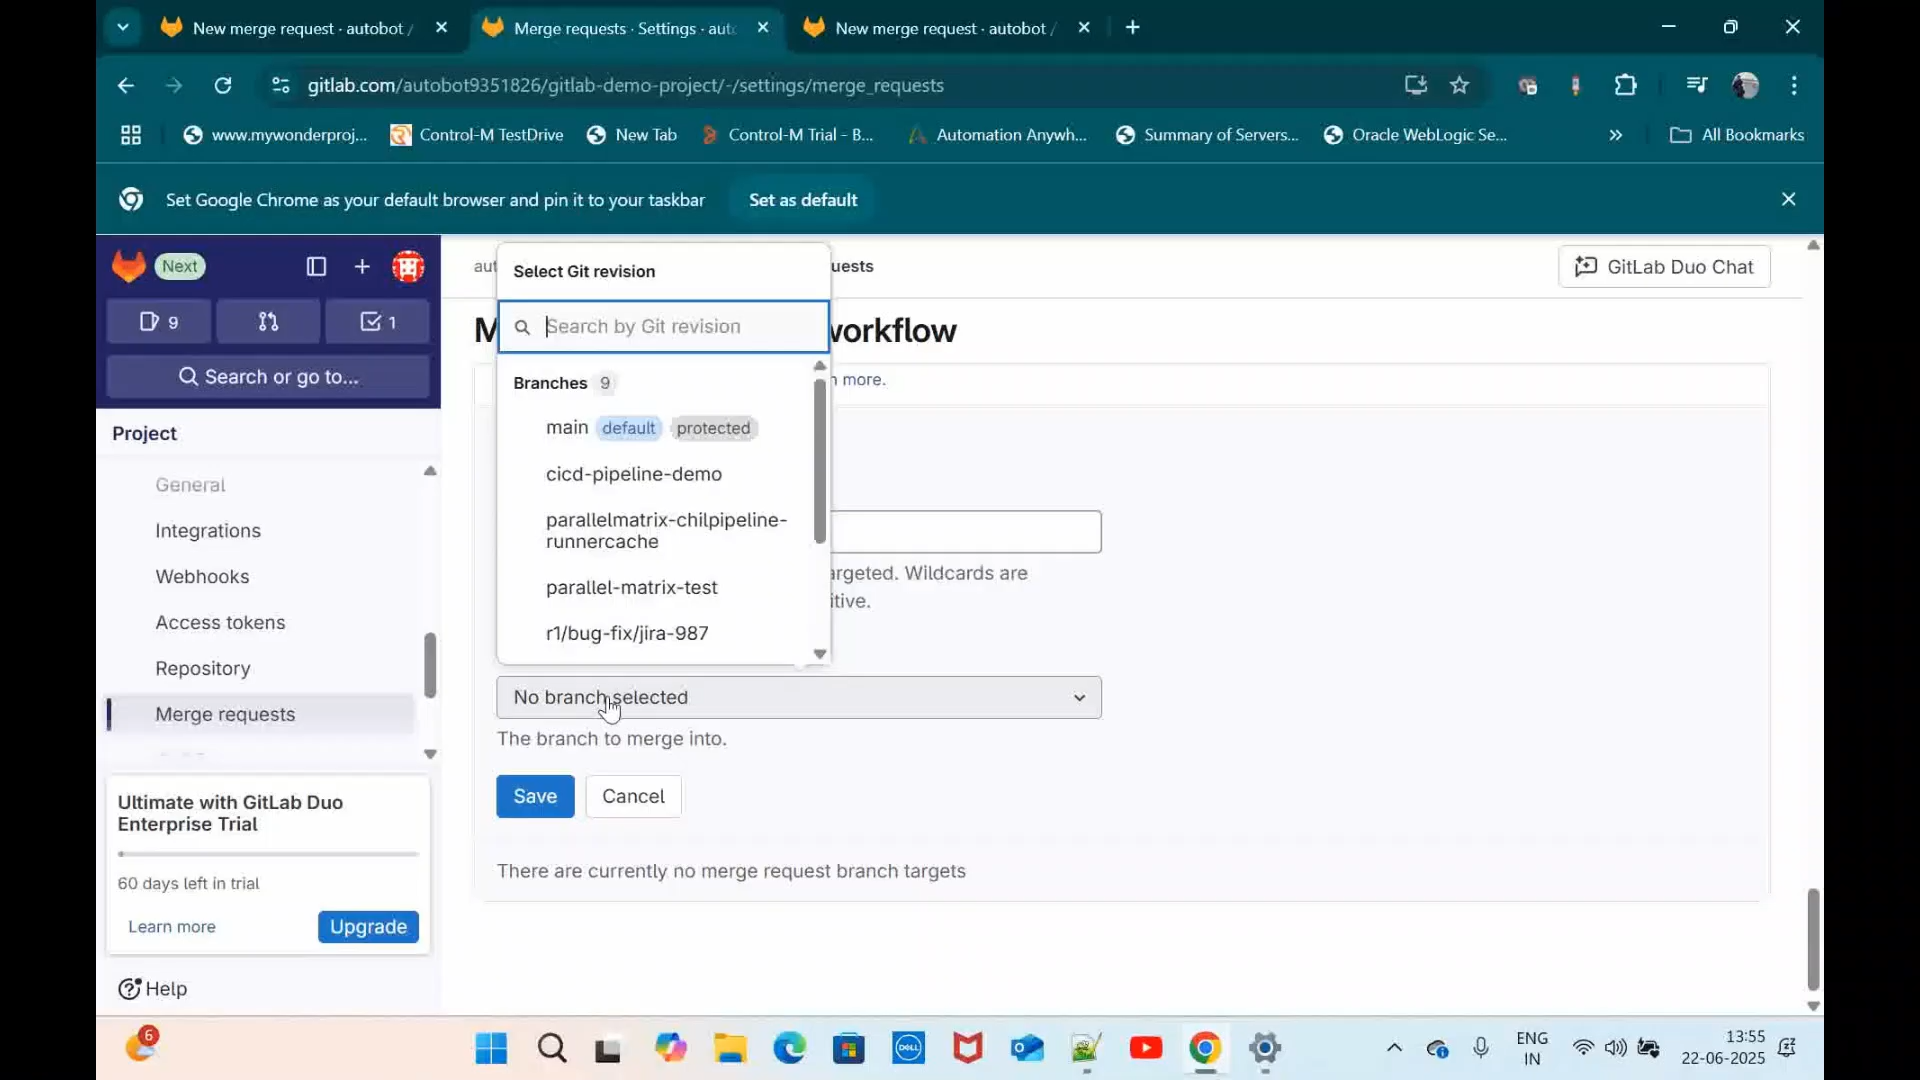 New merge request · autobot /
Merge requests · Settings · aut
New merge request · autobot /
gitlab.com/autobot9351826/gitlab-demo-project/-/settings/merge_requests
www.mywonderproj...
Control-M TestDrive
New Tab
Control-M Trial - B...
Automation Anywh...
Summary of Servers...
Oracle WebLogic Se...
All Bookmarks
Set Google Chrome as your default browser and pin it to your taskbar
Set as default
Next
9
1
Search or go to...
Project
General
Integrations
Webhooks
Access tokens
Repository
Merge requests
Ultimate with GitLab Duo
Enterprise Trial
60 days left in trial
Learn more
Upgrade
Help
aut
uests
GitLab Duo Chat
M
workflow
n more.
Select Git revision
Search by Git revision
Branches 9
main default protected
cicd-pipeline-demo
parallelmatrix-chilpipeline-
runnercache
parallel-matrix-test
r1/bug-fix/jira-987
argeted. Wildcards are
itive.
No branch selected
The branch to merge into.
Save
Cancel
There are currently no merge request branch targets
6
DELL
ENG
IN
13:55
22-06-2025